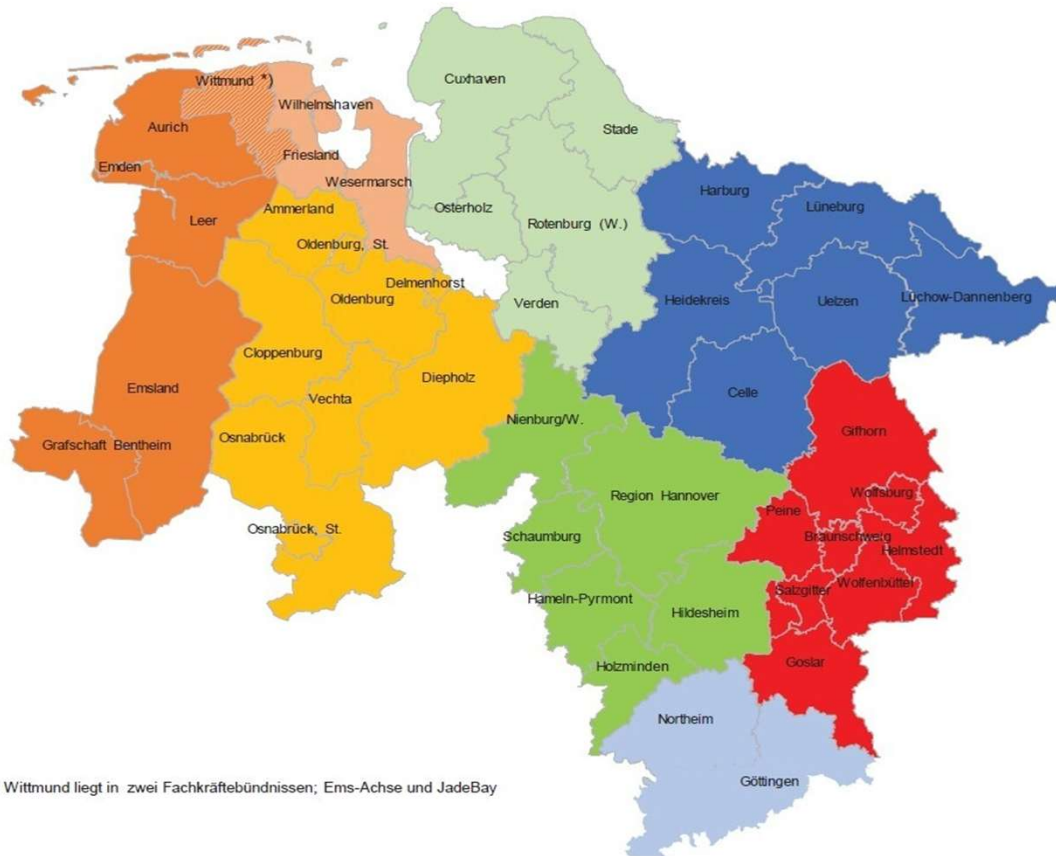 Cuxhaven
Wittmund *)
Wilhelmshaven
Aurich
Stade
Friesland
Emden
Wesermarsch
Harburg
Lüneburg
Leer
Ammerland
Osterholz
Rotenburg (W.)
Oldenburg, St.
Delmenhorst
Oldenburg
Verden
Heidekreis
Uelzen
Lüchow-Dannenberg
Cloppenburg
Emsland
Vechta
Diepholz
Celle
Nienburg/W.
Gifhorn
Grafschaft Bentheim
Osnabrück
Region Hannover
Wolfsburg
Peine
Osnabrück, St.
Schaumburg
Braunschweig
Helmstedt
Wolfenbüttel
Salzgitter
Hameln-Pyrmont
Hildesheim
Holzminden
Goslar
Northeim
Göttingen
Wittmund liegt in zwei Fachkräftebündnissen; Ems-Achse und JadeBay